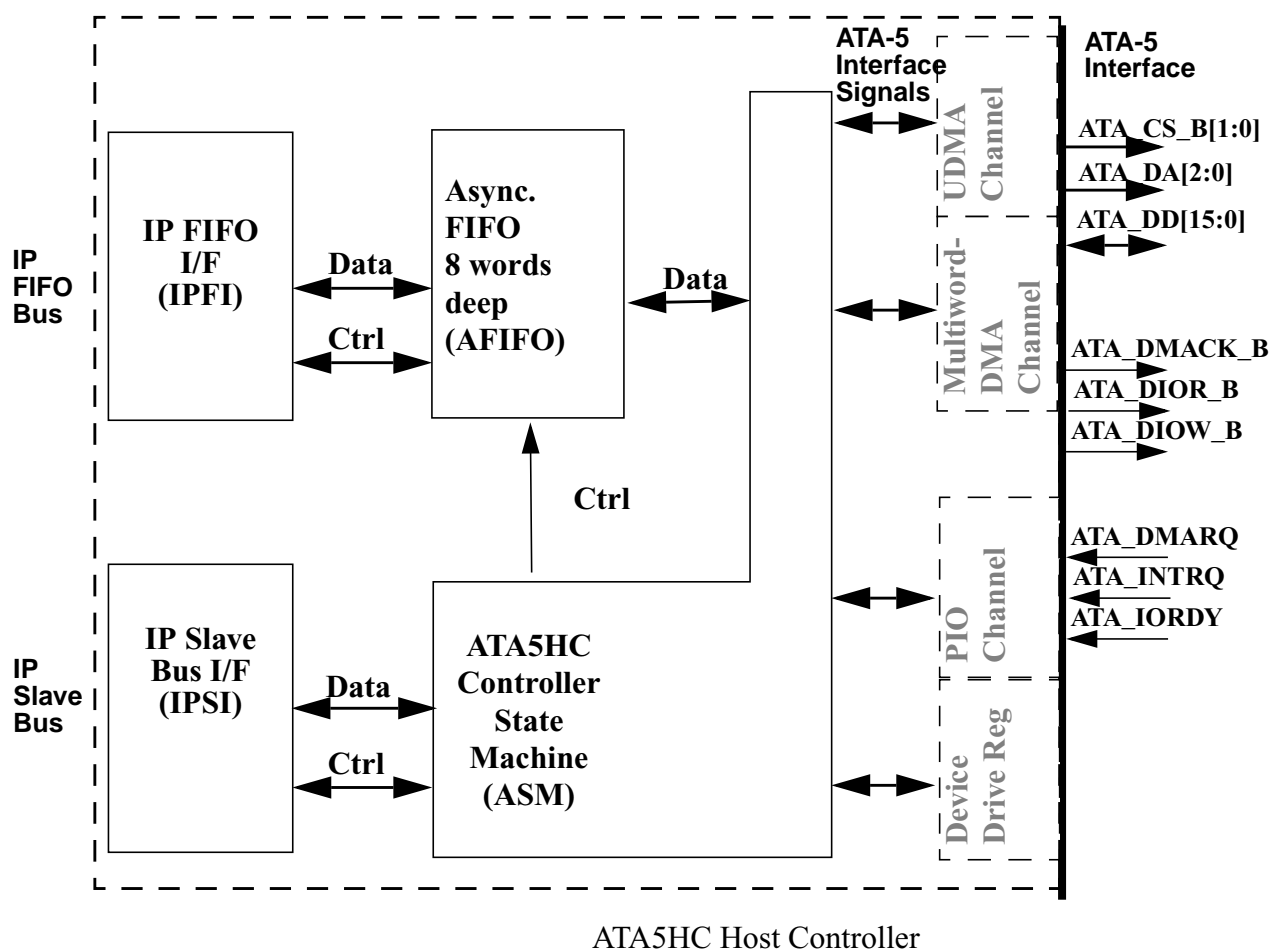 IP
FIFO
Bus
IP
Slave
Bus
IP FIFO
I/F
(IPFI)
Data
Ctrl
Async.
FIFO
8 words
deep
(AFIFO)
Data
Ctrl
IP Slave
Bus I/F
(IPSI)
Data
Ctrl
ATA5HC
Controller
State
Machine
(ASM)
ATA-5
Interface
Signals
UDMA
Channel
Multiword-
DMA
Channel
PIO
Channel
Device
Drive Reg
ATA-5
Interface
ATA_CS_B[1:0]
ATA_DA[2:0]
ATA_DD[15:0]
ATA_DMACK_B
ATA_DIOR_B
ATA_DIOW_B
ATA_DMARQ
ATA_INTRQ
ATA_IORDY
ATA5HC Host Controller